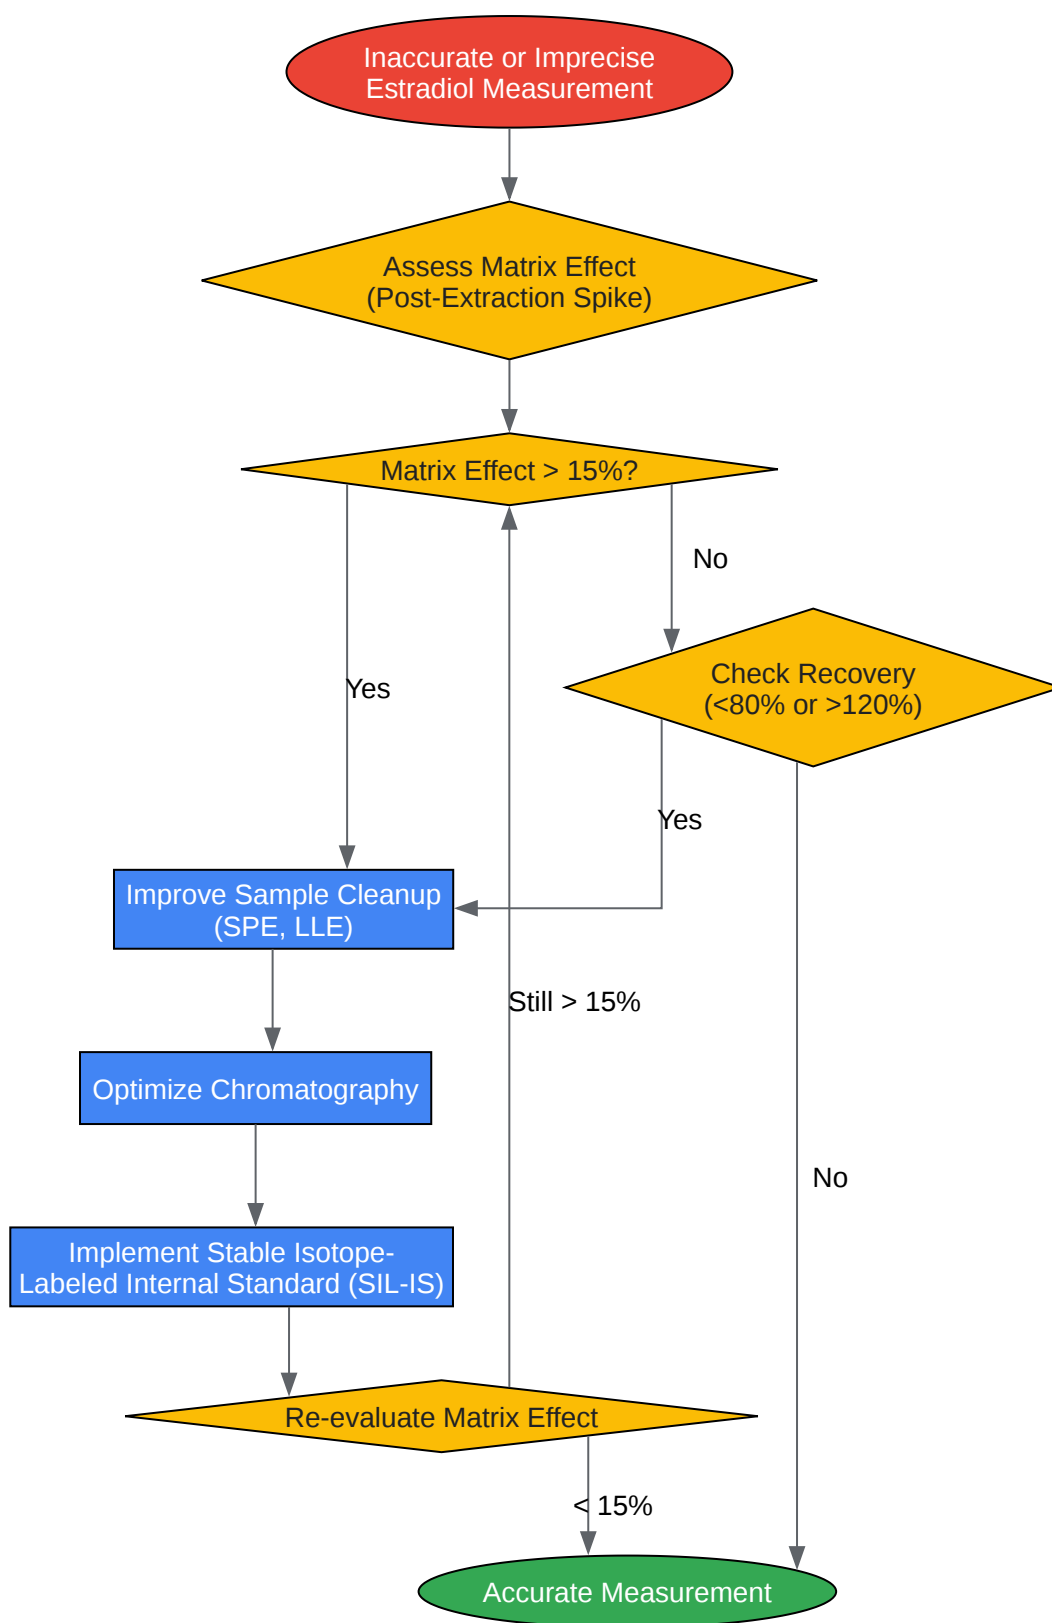 Inaccurate or Imprecise
Estradiol Measurement
Assess Matrix Effect
(Post-Extraction Spike)
Matrix Effect > 15%?
No
Check Recovery
(<80% or >120%)
Yes
Yes
Improve Sample Cleanup
(SPE, LLE)
Still > 15%
Optimize Chromatography
No
Implement Stable Isotope-
Labeled Internal Standard (SIL-IS)
Re-evaluate Matrix Effect
< 15%
Accurate Measurement